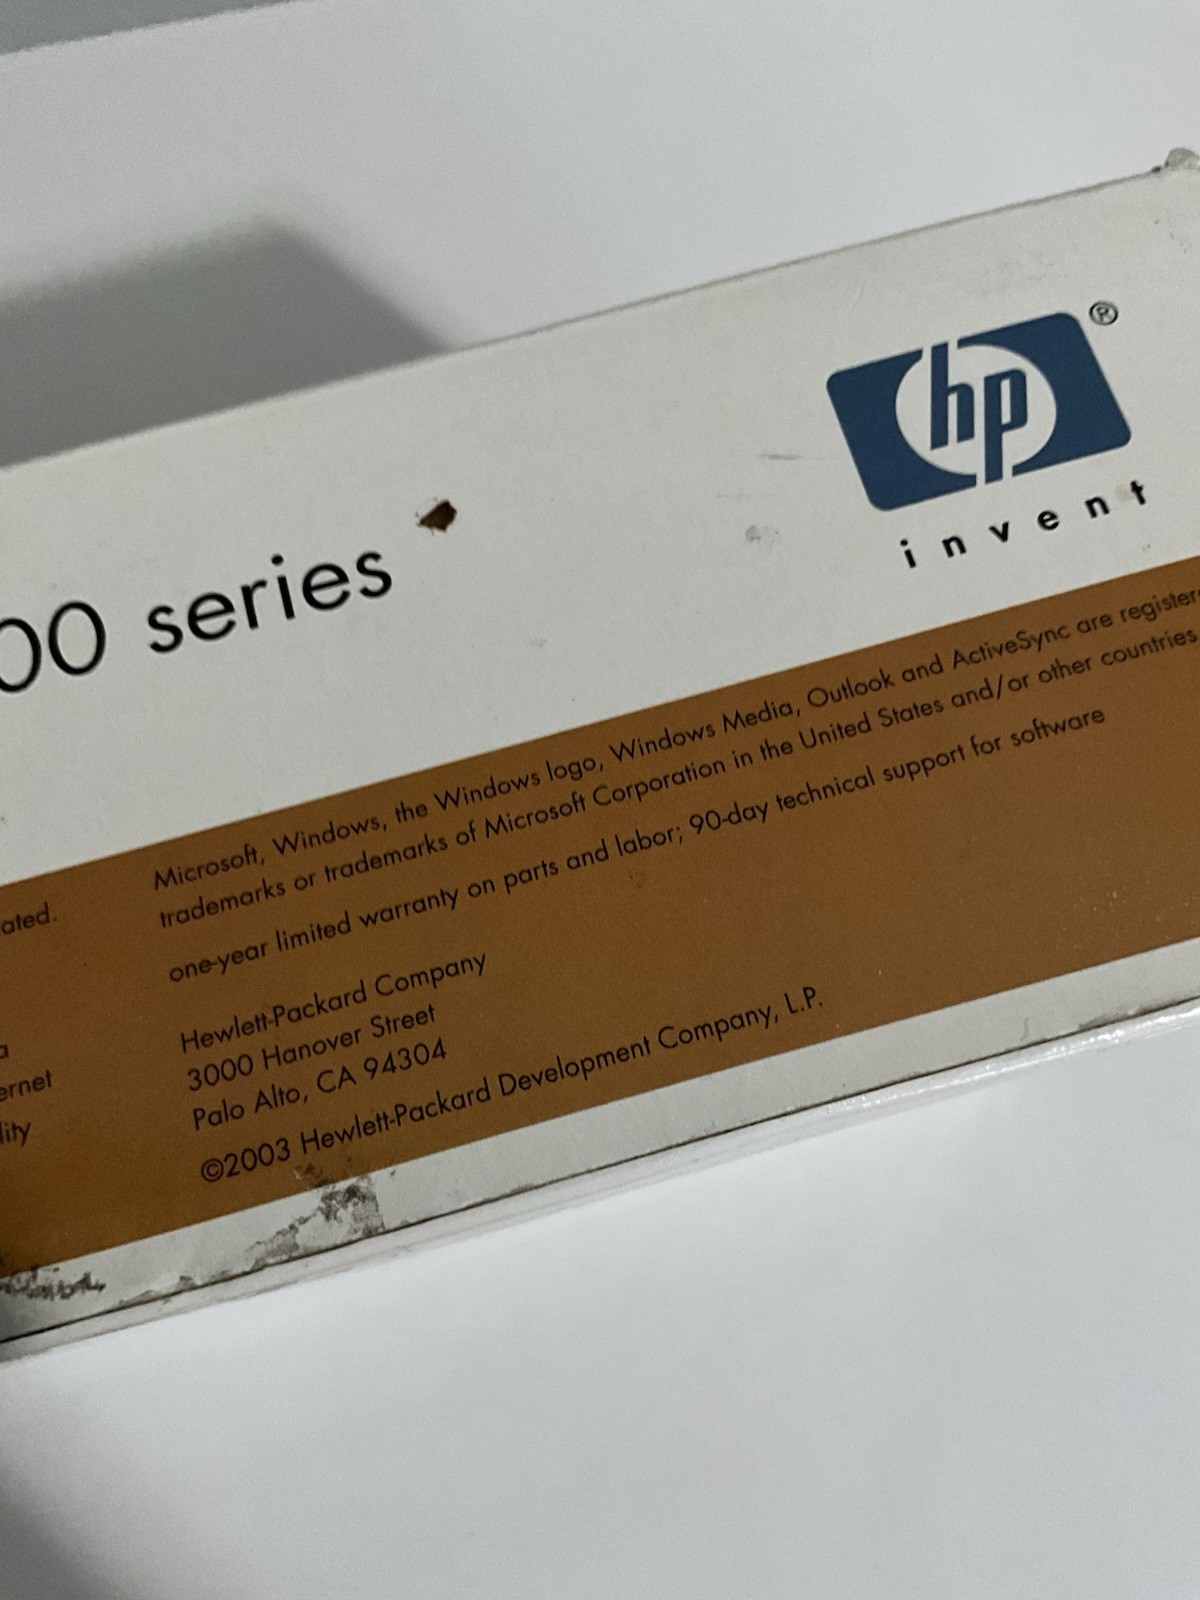 hp ®
invent
00 series
ated.
a
ernet
lity
Microsoft, Windows, the Windows logo, Windows Media, Outlook and ActiveSync are register
trademarks or trademarks of Microsoft Corporation in the United States and/or other countries
one-year limited warranty on parts and labor; 90-day technical support for software
Hewlett-Packard Company
3000 Hanover Street
Palo Alto, CA 94304
©2003 Hewlett-Packard Development Company, L.P.